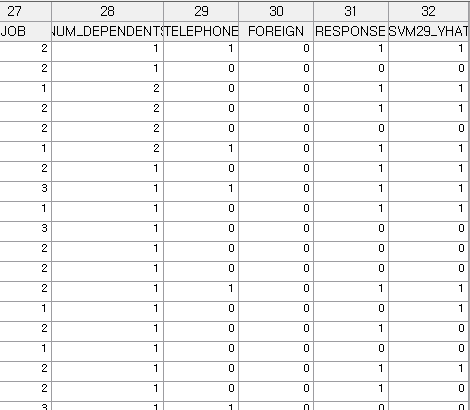 27 28 29 30 31 32
JOB NUM_DEPENDENTS TELEPHONE FOREIGN RESPONSE SVM29_YHAT
2 1 1 0 1 1
2 1 0 0 0 0
1 2 0 0 1 1
2 2 0 0 1 1
2 2 0 0 0 0
1 2 1 0 1 1
2 1 0 0 1 1
3 1 1 0 1 1
1 1 0 0 1 1
3 1 0 0 0 0
2 1 0 0 0 0
2 1 0 0 0 0
2 1 1 0 1 1
1 1 0 0 1 0
2 1 0 0 1 0
1 1 0 0 0 0
2 1 0 0 1 1
2 1 0 0 1 0
3 1 1 0 0 0